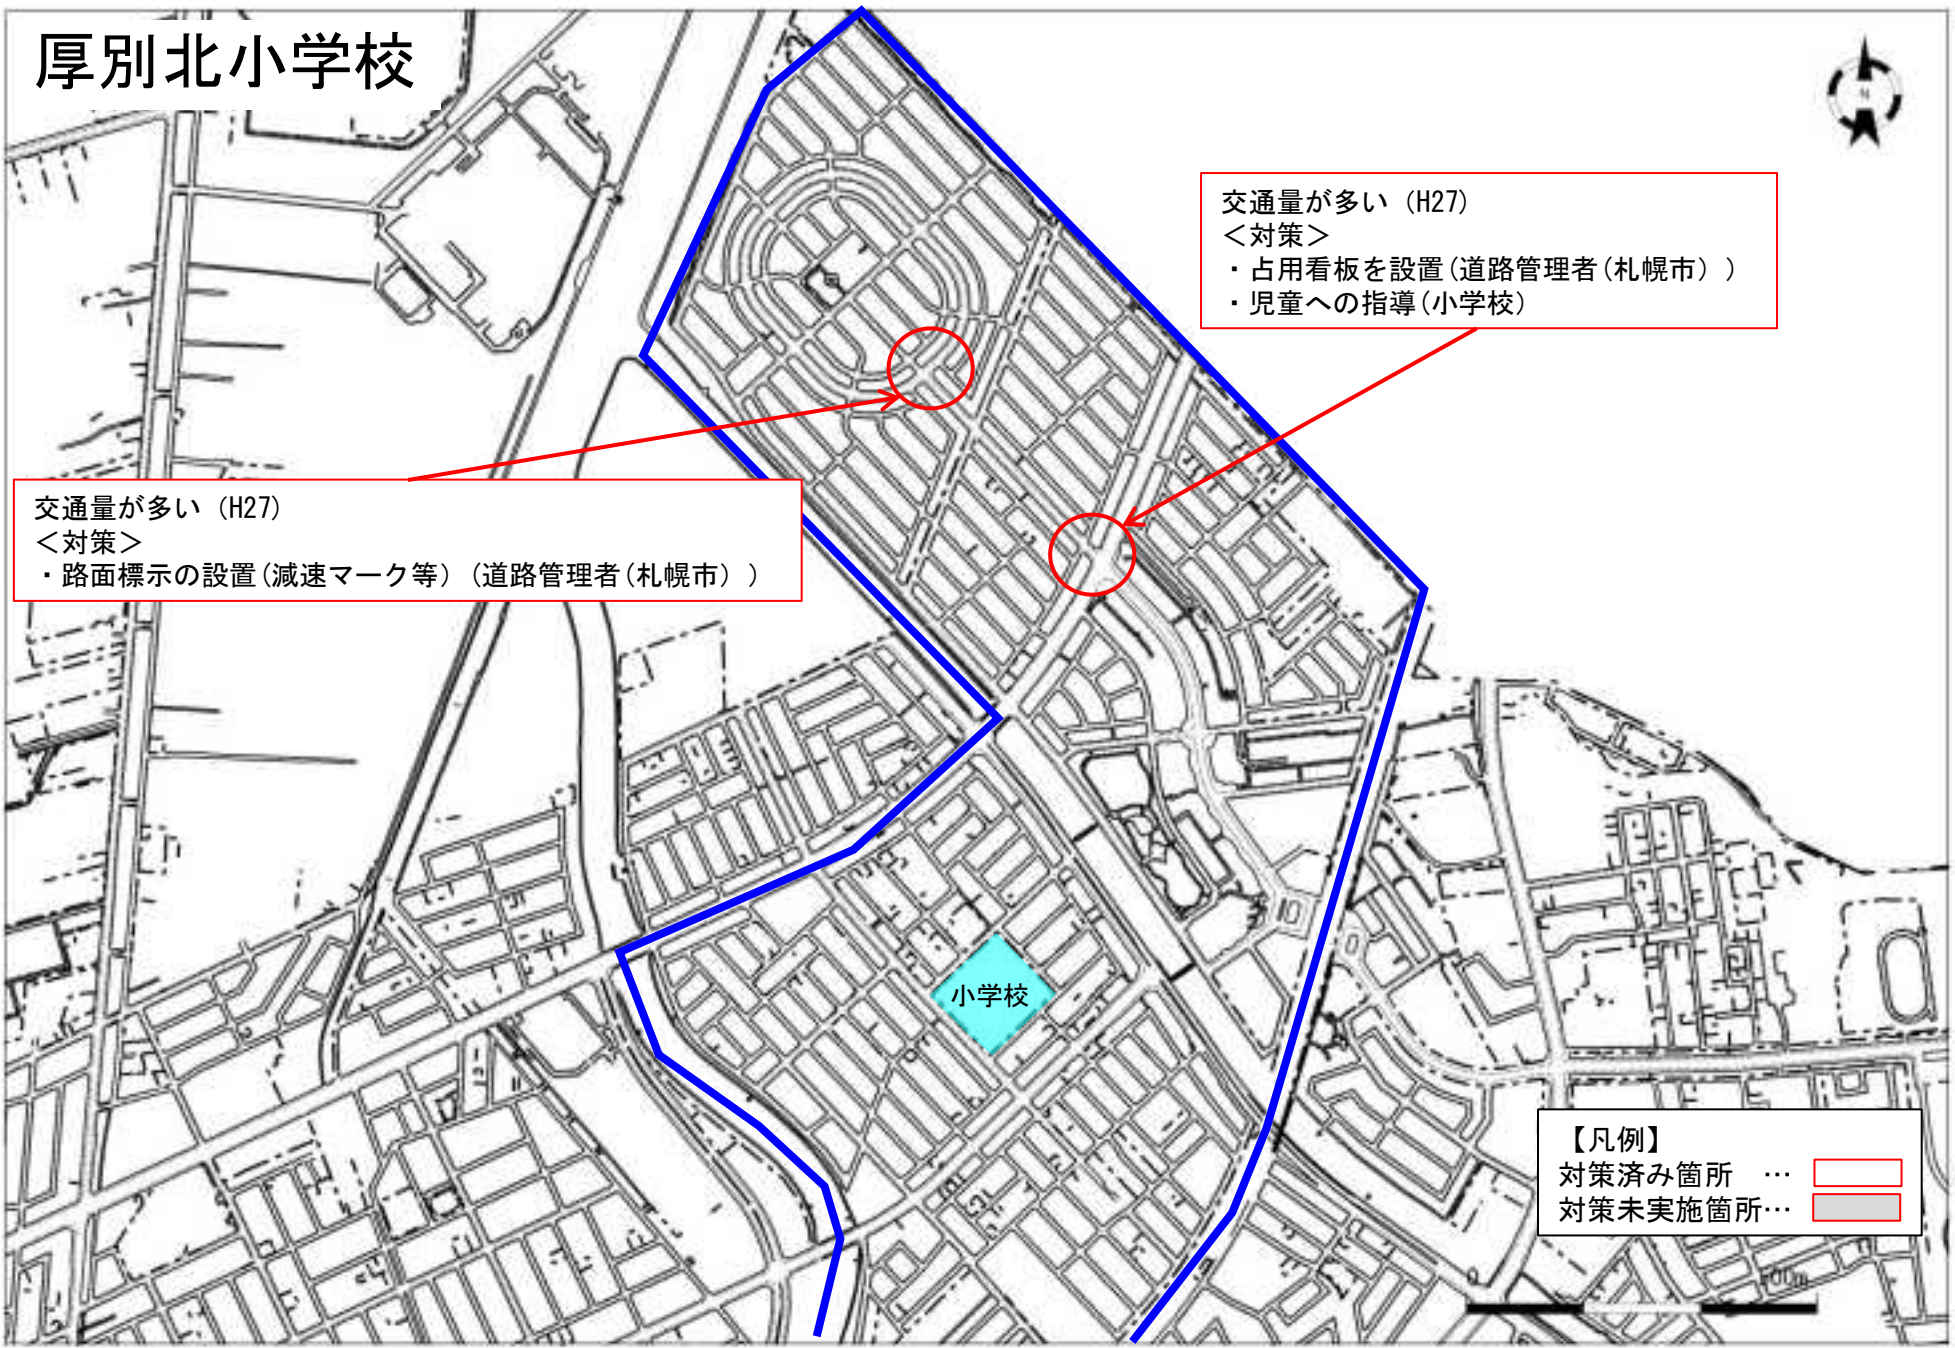 厚別北小学校
N
交通量が多い（H27）
＜対策＞
・占用看板を設置(道路管理者(札幌市））
・児童への指導(小学校)
交通量が多い（H27）
＜対策＞
・路面標示の設置(減速マーク等）(道路管理者(札幌市））
小学校
【凡例】
対策済み箇所　…
対策未実施箇所…
0
500m